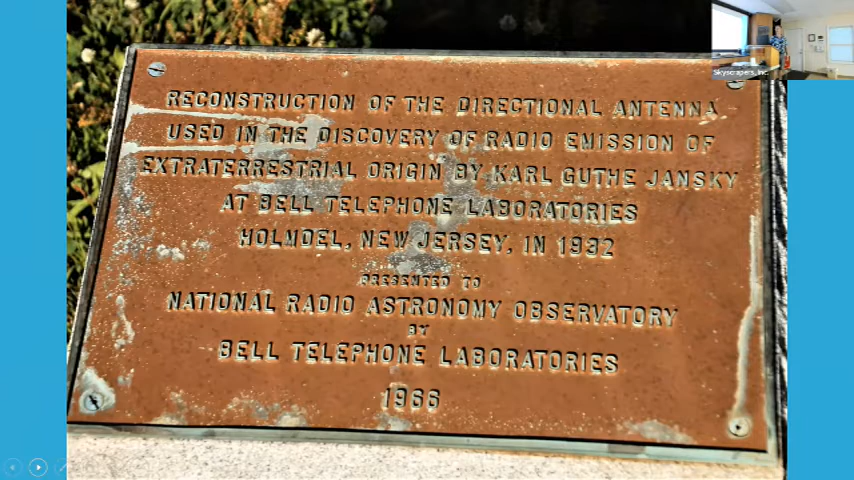 Skyscrapers, Inc.
RECONSTRUCTION OF THE DIRECTIONAL ANTENNA
USED IN THE DISCOVERY OF RADIO EMISSION OF
EXTRATERRESTRIAL ORIGIN BY KARL GUTHE JANSKY
AT BELL TELEPHONE LABORATORIES
HOLMDEL, NEW JERSEY, IN 1932
PRESENTED TO
NATIONAL RADIO ASTRONOMY OBSERVATORY
BY
BELL TELEPHONE LABORATORIES
1966